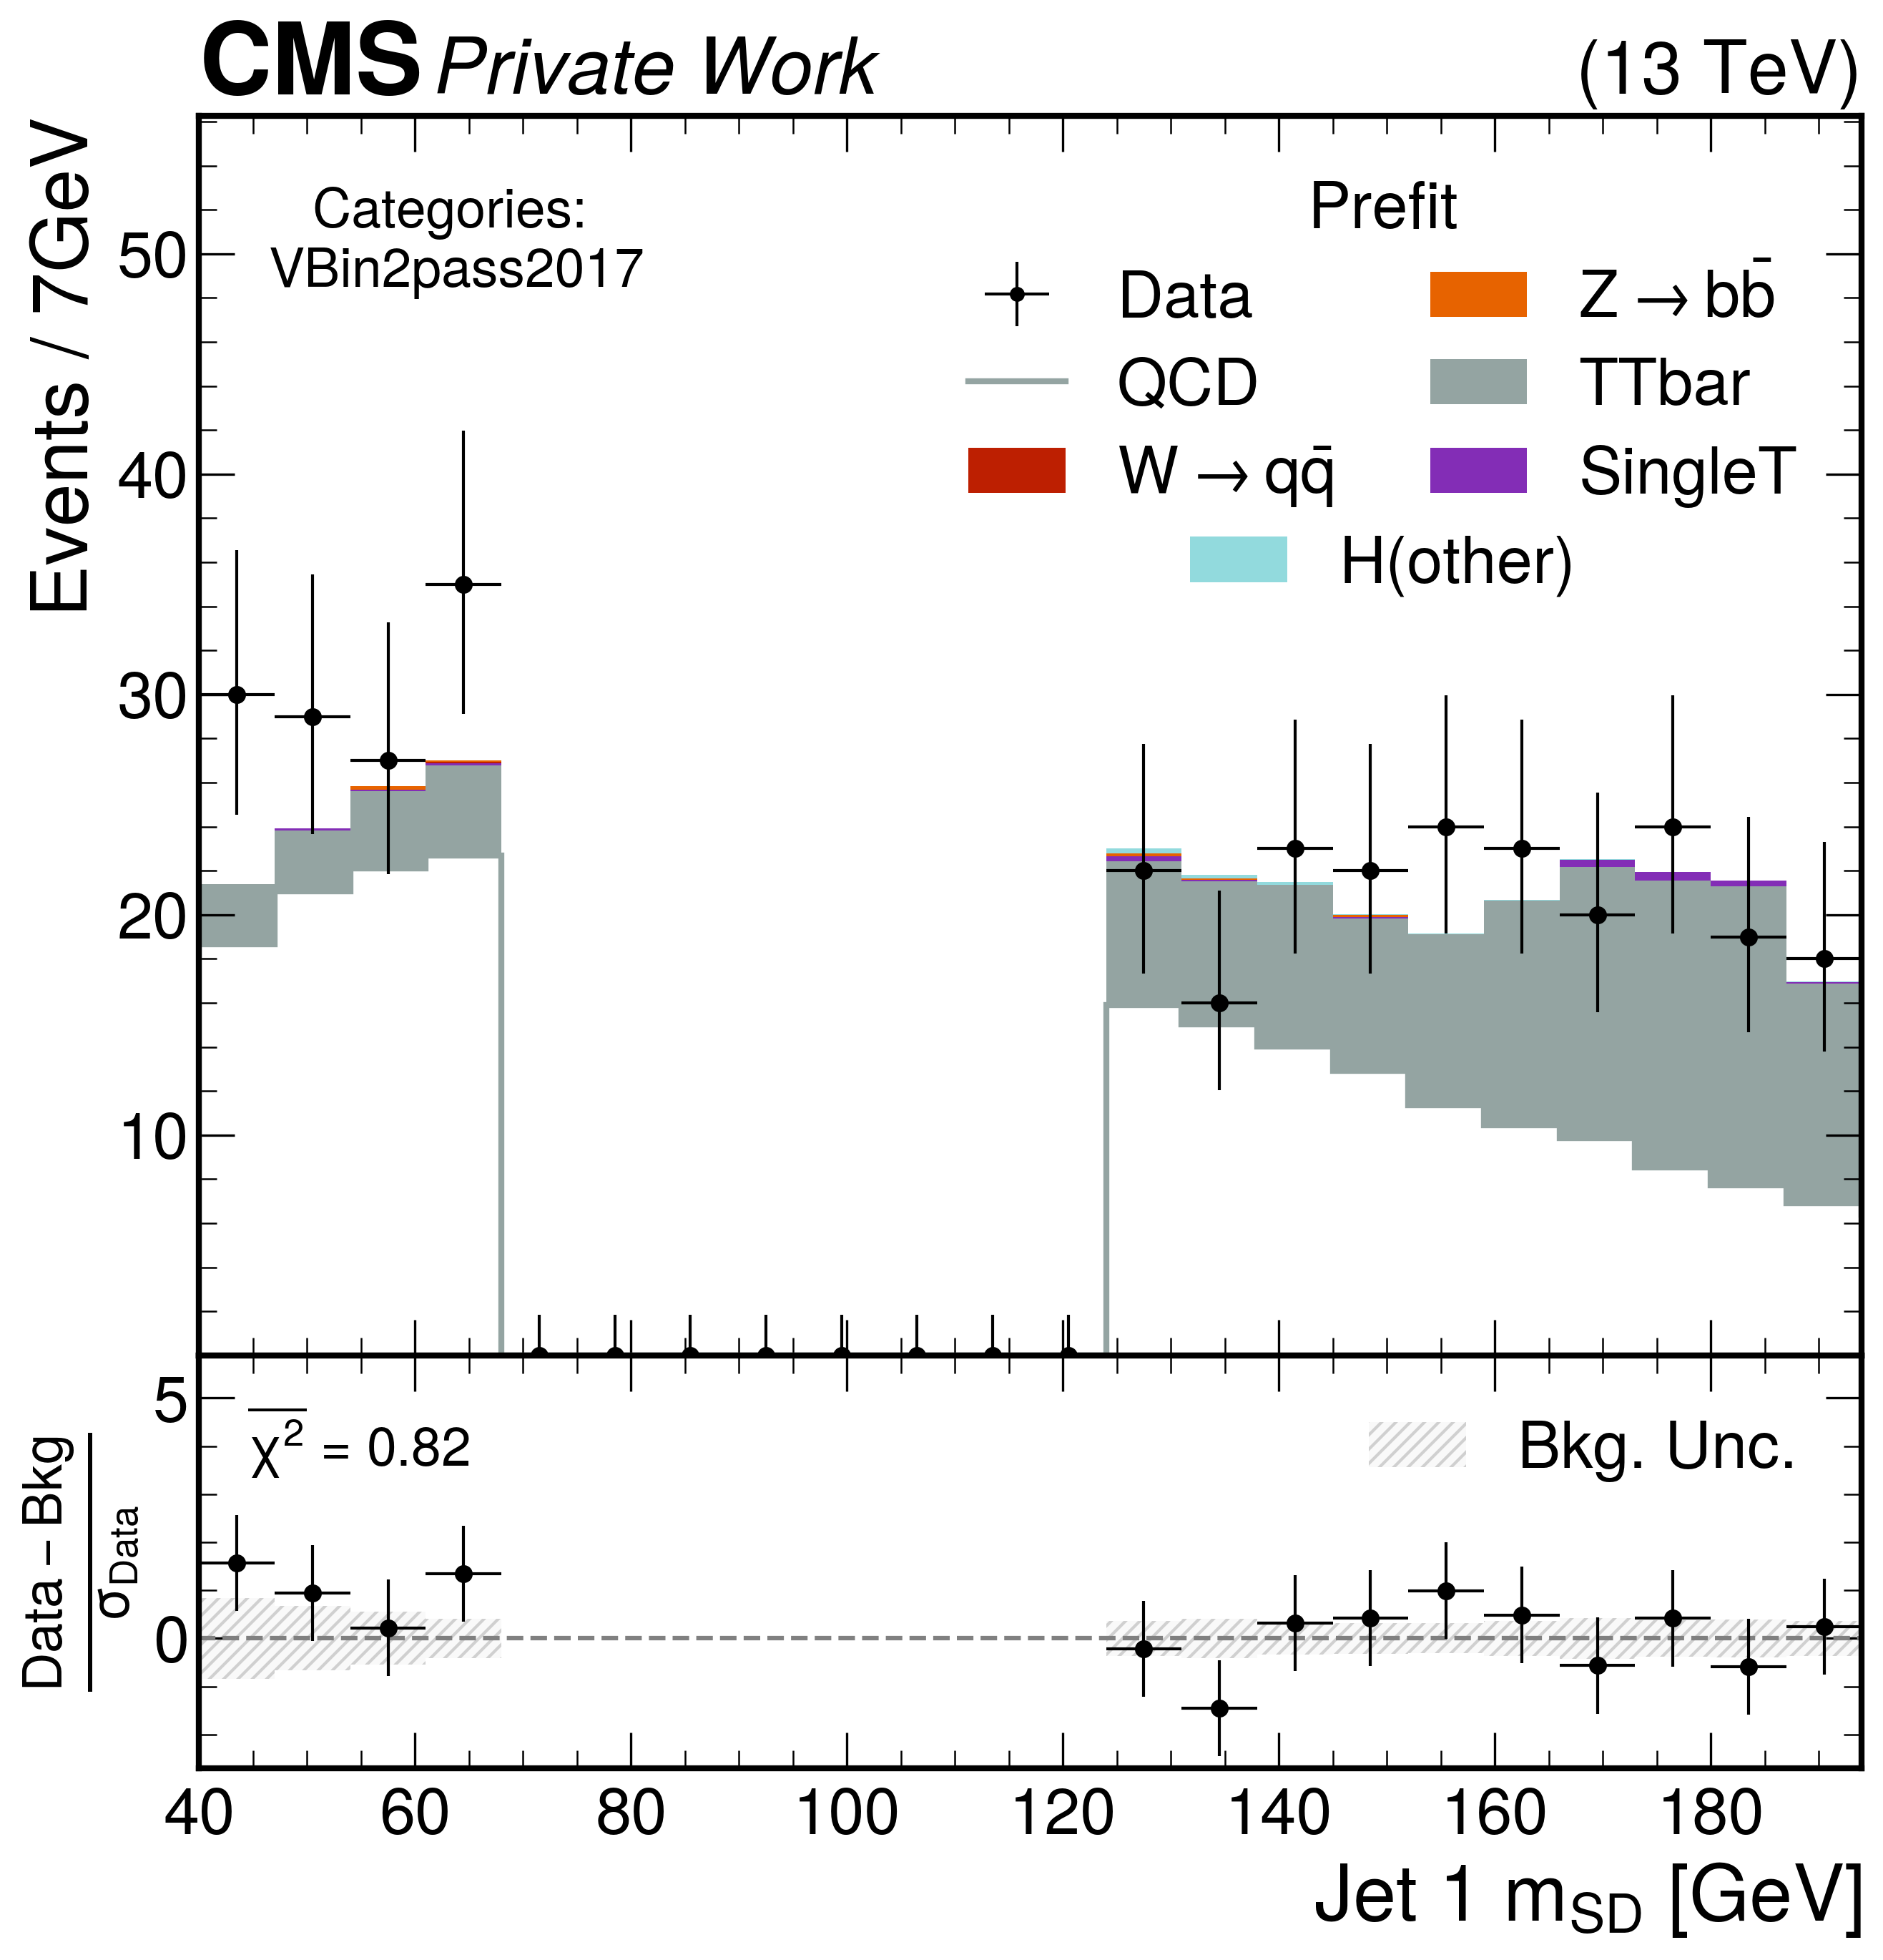 CMS Private Work (13 TeV)
Events / 7GeV
Categories:
VBin2pass2017
Prefit
Data
Z → bb̄
QCD
TTbar
W → qq̄
SingleT
H(other)
50
40
30
20
10
Data − Bkg
σData
5
0
χ² = 0.82
Bkg. Unc.
40 60 80 100 120 140 160 180
Jet 1 mSD [GeV]